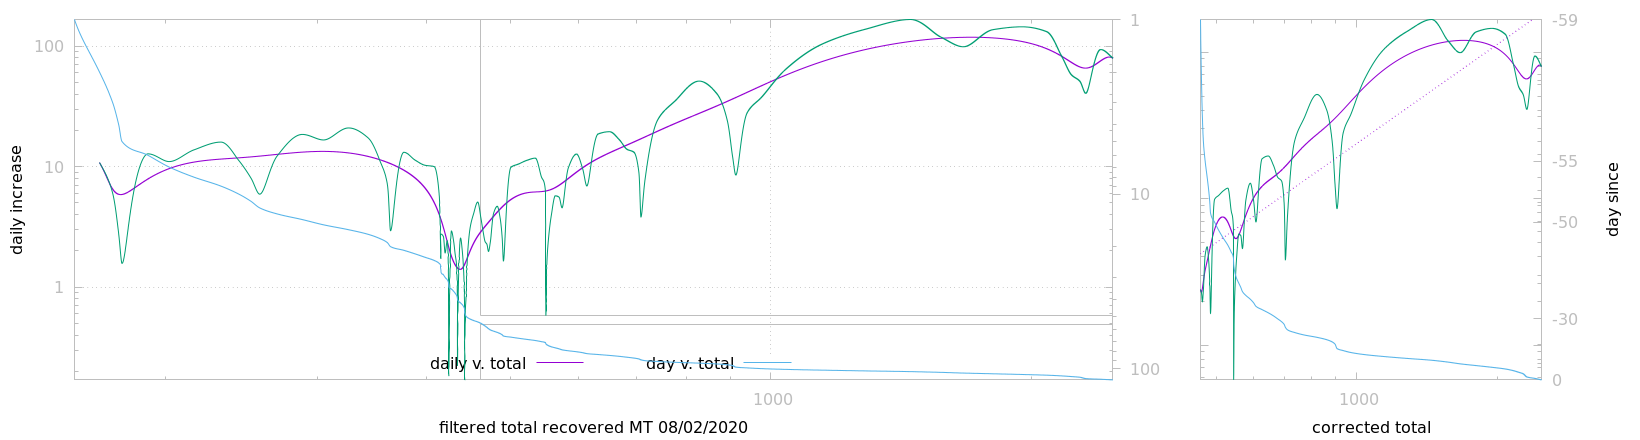 100
10
1
daily increase
daily v. total
day v. total
1000
filtered total recovered MT 08/02/2020
1
10
100
1000
corrected total
-59
-55
-50
-30
0
day since